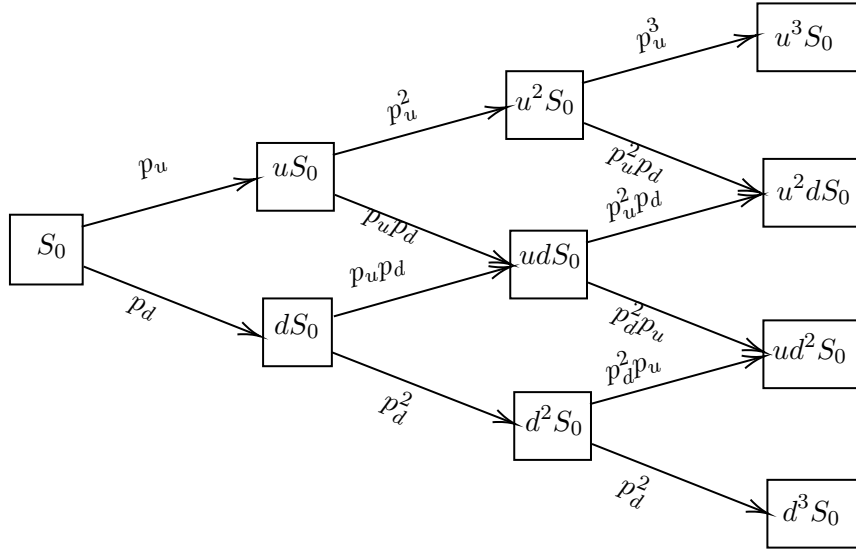 p_u^3
u^3S_0
p_u^2
u^2S_0
p_u
uS_0
p_u^2p_d
u^2dS_0
p_u^2p_d
p_up_d
S_0
udS_0
p_up_d
p_d
dS_0
p_d^2p_u
ud^2S_0
p_d^2p_u
p_d^2
d^2S_0
p_d^2
d^3S_0